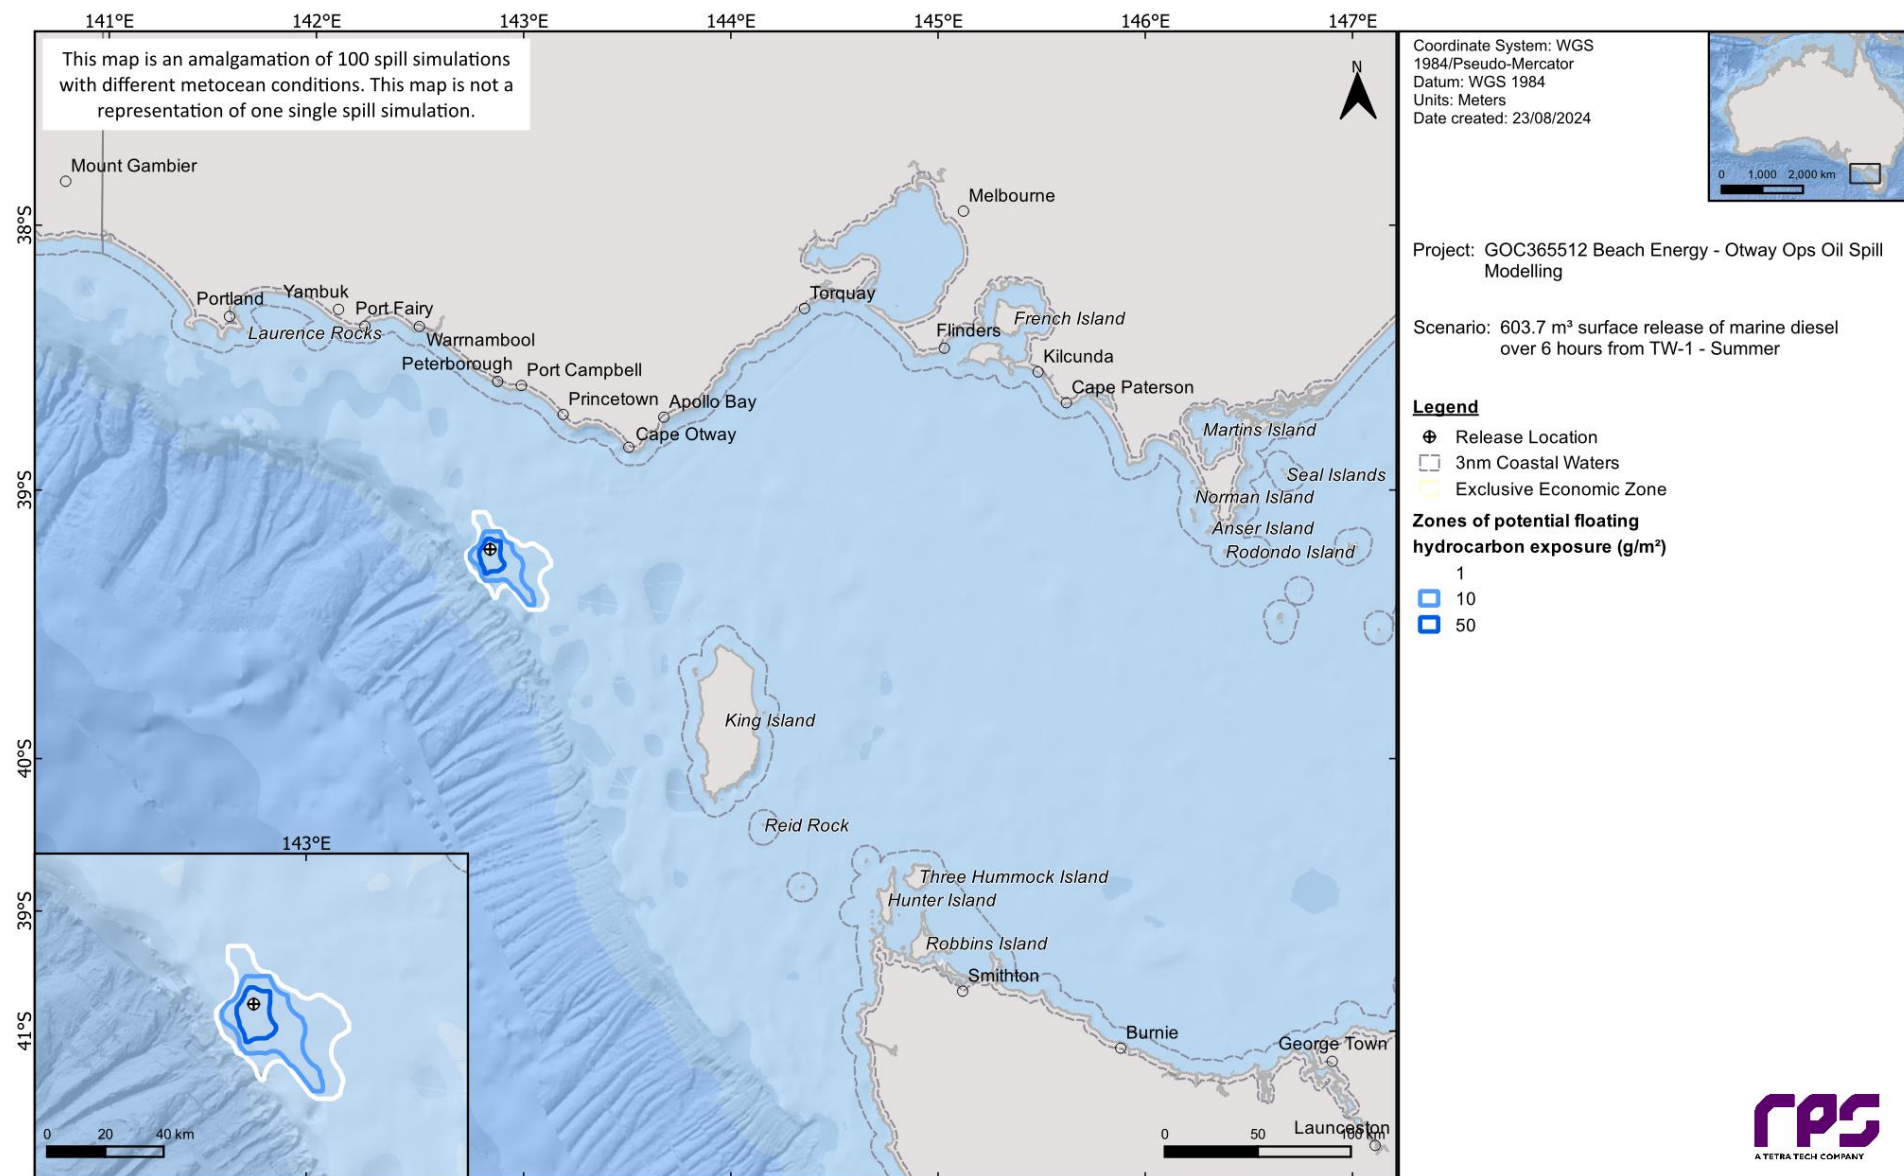 141°E 142°E 143°E 144°E 145°E 146°E 147°E
This map is an amalgamation of 100 spill simulations
with different metocean conditions. This map is not a
representation of one single spill simulation.
N
Mount Gambier
Melbourne
38°S
Portland
Yambuk
Port Fairy
Laurence Rocks
Warrnambool
Peterborough
Port Campbell
Princetown
Apollo Bay
Cape Otway
Torquay
Flinders
French Island
Kilcunda
Cape Paterson
Martins Island
Seal Islands
39°S
Norman Island
Anser Island
Rodondo Island
King Island
40°S
Reid Rock
Three Hummock Island
Hunter Island
Robbins Island
Smithton
41°S
Burnie
George Town
Launceston
0 50 100 km
143°E
39°S
0 20 40 km
Coordinate System: WGS
1984/Pseudo-Mercator
Datum: WGS 1984
Units: Meters
Date created: 23/08/2024
0 1,000 2,000 km
Project: GOC365512 Beach Energy - Otway Ops Oil Spill
Modelling
Scenario: 603.7 m³ surface release of marine diesel
over 6 hours from TW-1 - Summer
Legend
Release Location
3nm Coastal Waters
Exclusive Economic Zone
Zones of potential floating
hydrocarbon exposure (g/m²)
1
10
50
rps
A TETRA TECH COMPANY